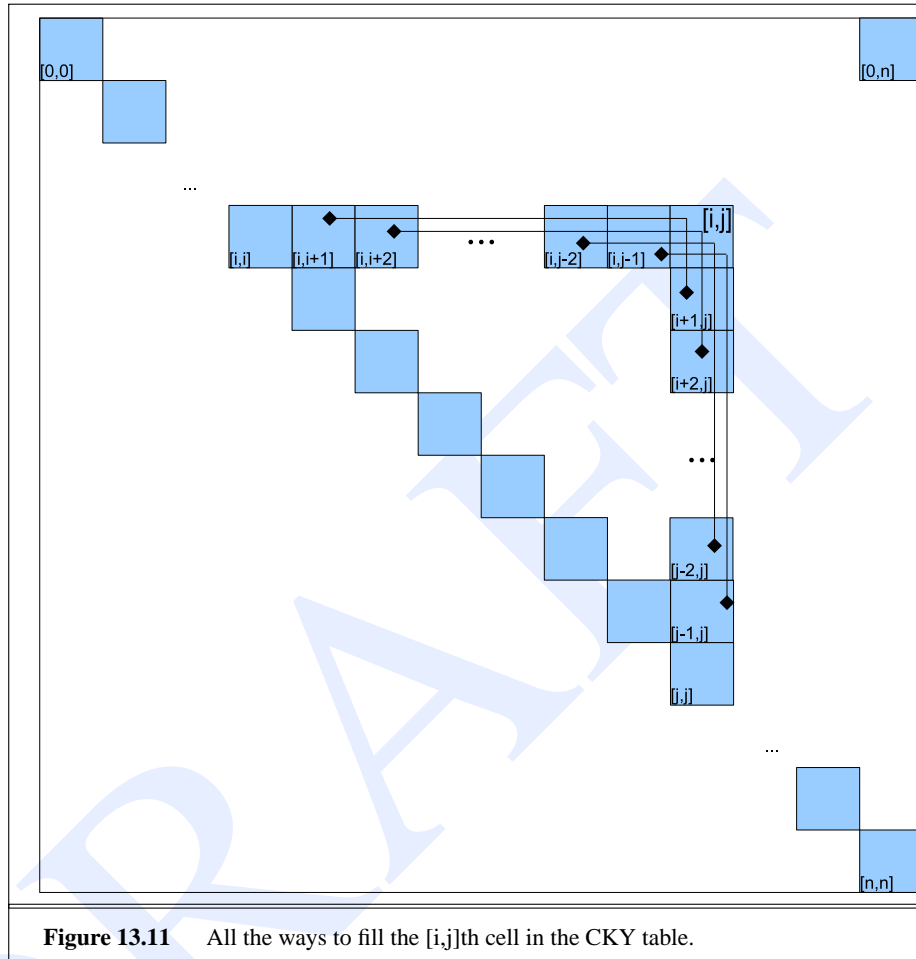 [0,0]
[0,n]
...
[i,j]
[i,i]
[i,i+1]
[i,i+2]
...
[i,j-2]
[i,j-1]
[i+1,j]
[i+2,j]
...
[j-2,j]
[j-1,j]
[j,j]
...
[n,n]
Figure 13.11 All the ways to fill the [i,j]th cell in the CKY table.
DRAFT